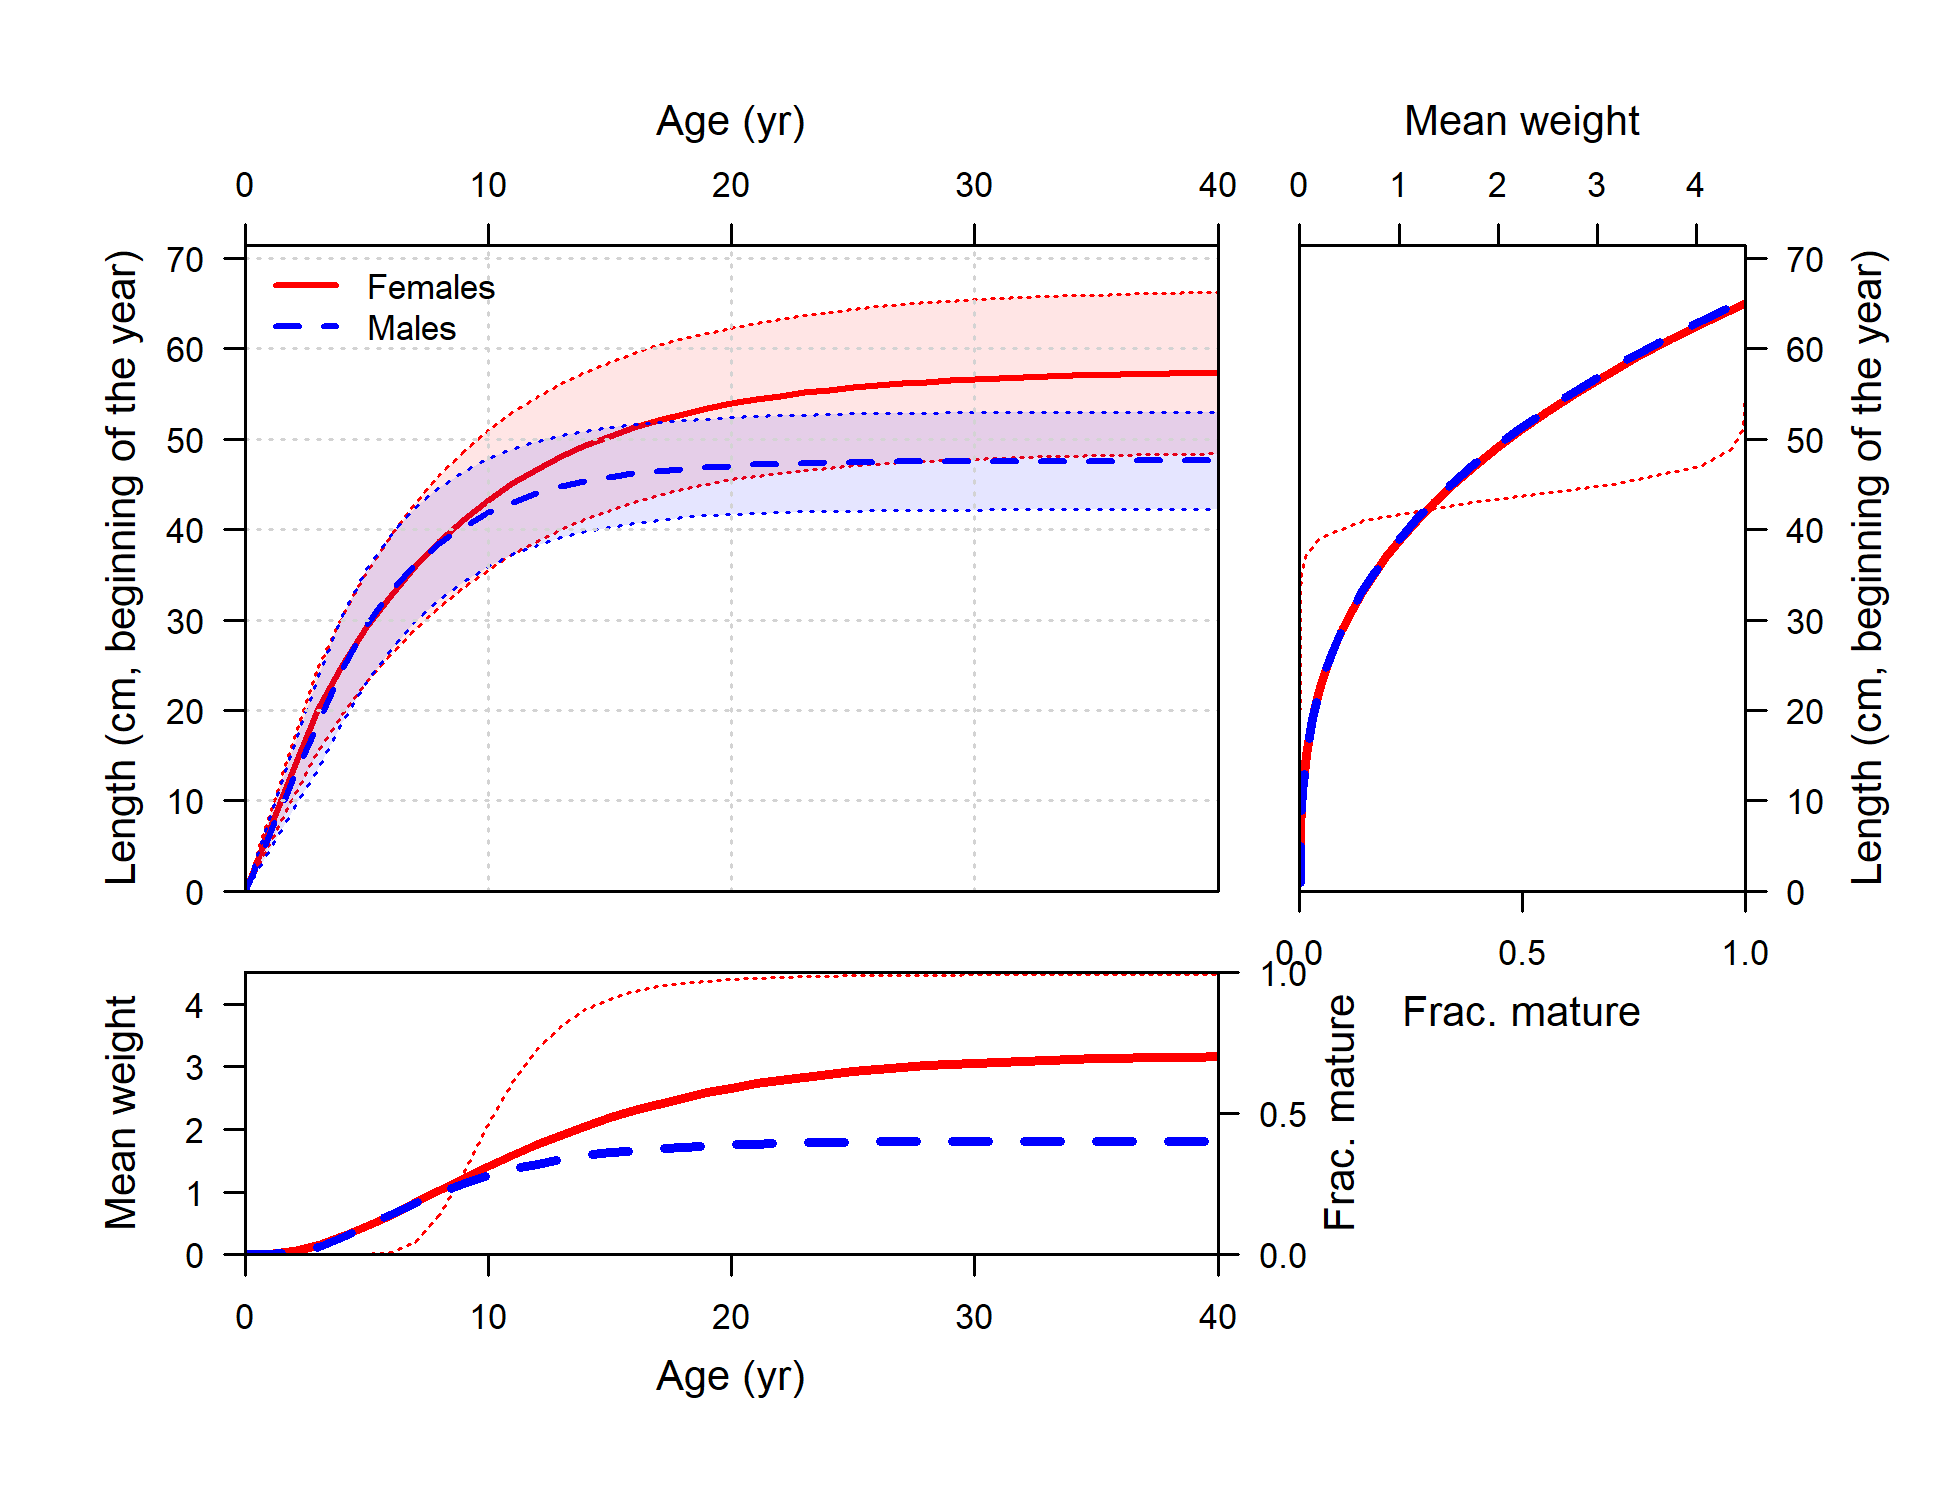 Age (yr)
Mean weight
0 10 20 30 40
0 1 2 3 4
Length (cm, beginning of the year)
70
60
50
40
30
20
10
0
Females
Males
70
60
50
40
30
20
10
0
Length (cm, beginning of the year)
0.0 0.5 1.0
Frac. mature
Mean weight
4
3
2
1
0
1.0
0.5
0.0
Frac. mature
0 10 20 30 40
Age (yr)